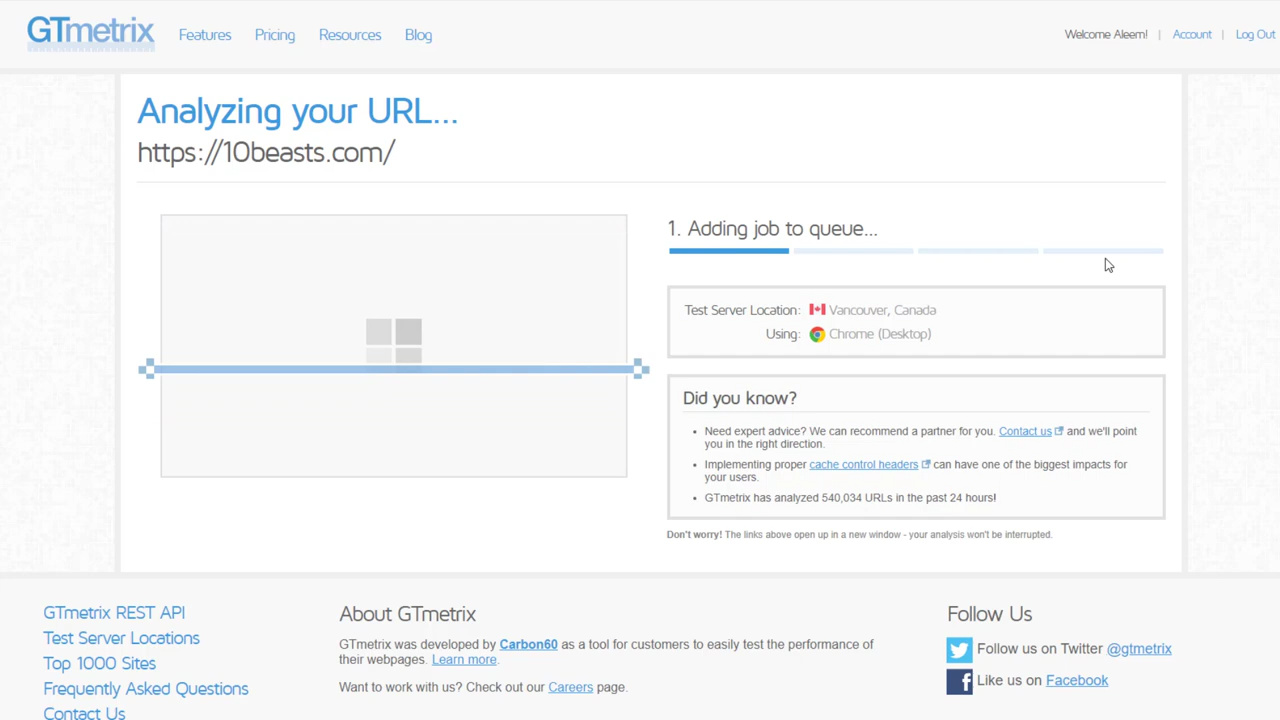 GTmetrix
Features
Pricing
Resources
Blog
Welcome Aleem! | Account | Log Out
Analyzing your URL...
https://10beasts.com/
1. Adding job to queue...
Test Server Location: Vancouver, Canada
Using: Chrome (Desktop)
Did you know?
• Need expert advice? We can recommend a partner for you. Contact us and we'll point
you in the right direction.
• Implementing proper cache control headers can have one of the biggest impacts for
your users.
• GTmetrix has analyzed 540,034 URLs in the past 24 hours!
Don't worry! The links above open up in a new window - your analysis won't be interrupted.
GTmetrix REST API
Test Server Locations
Top 1000 Sites
Frequently Asked Questions
Contact Us
About GTmetrix
GTmetrix was developed by Carbon60 as a tool for customers to easily test the performance of
their webpages. Learn more.
Want to work with us? Check out our Careers page.
Follow Us
Follow us on Twitter @gtmetrix
Like us on Facebook